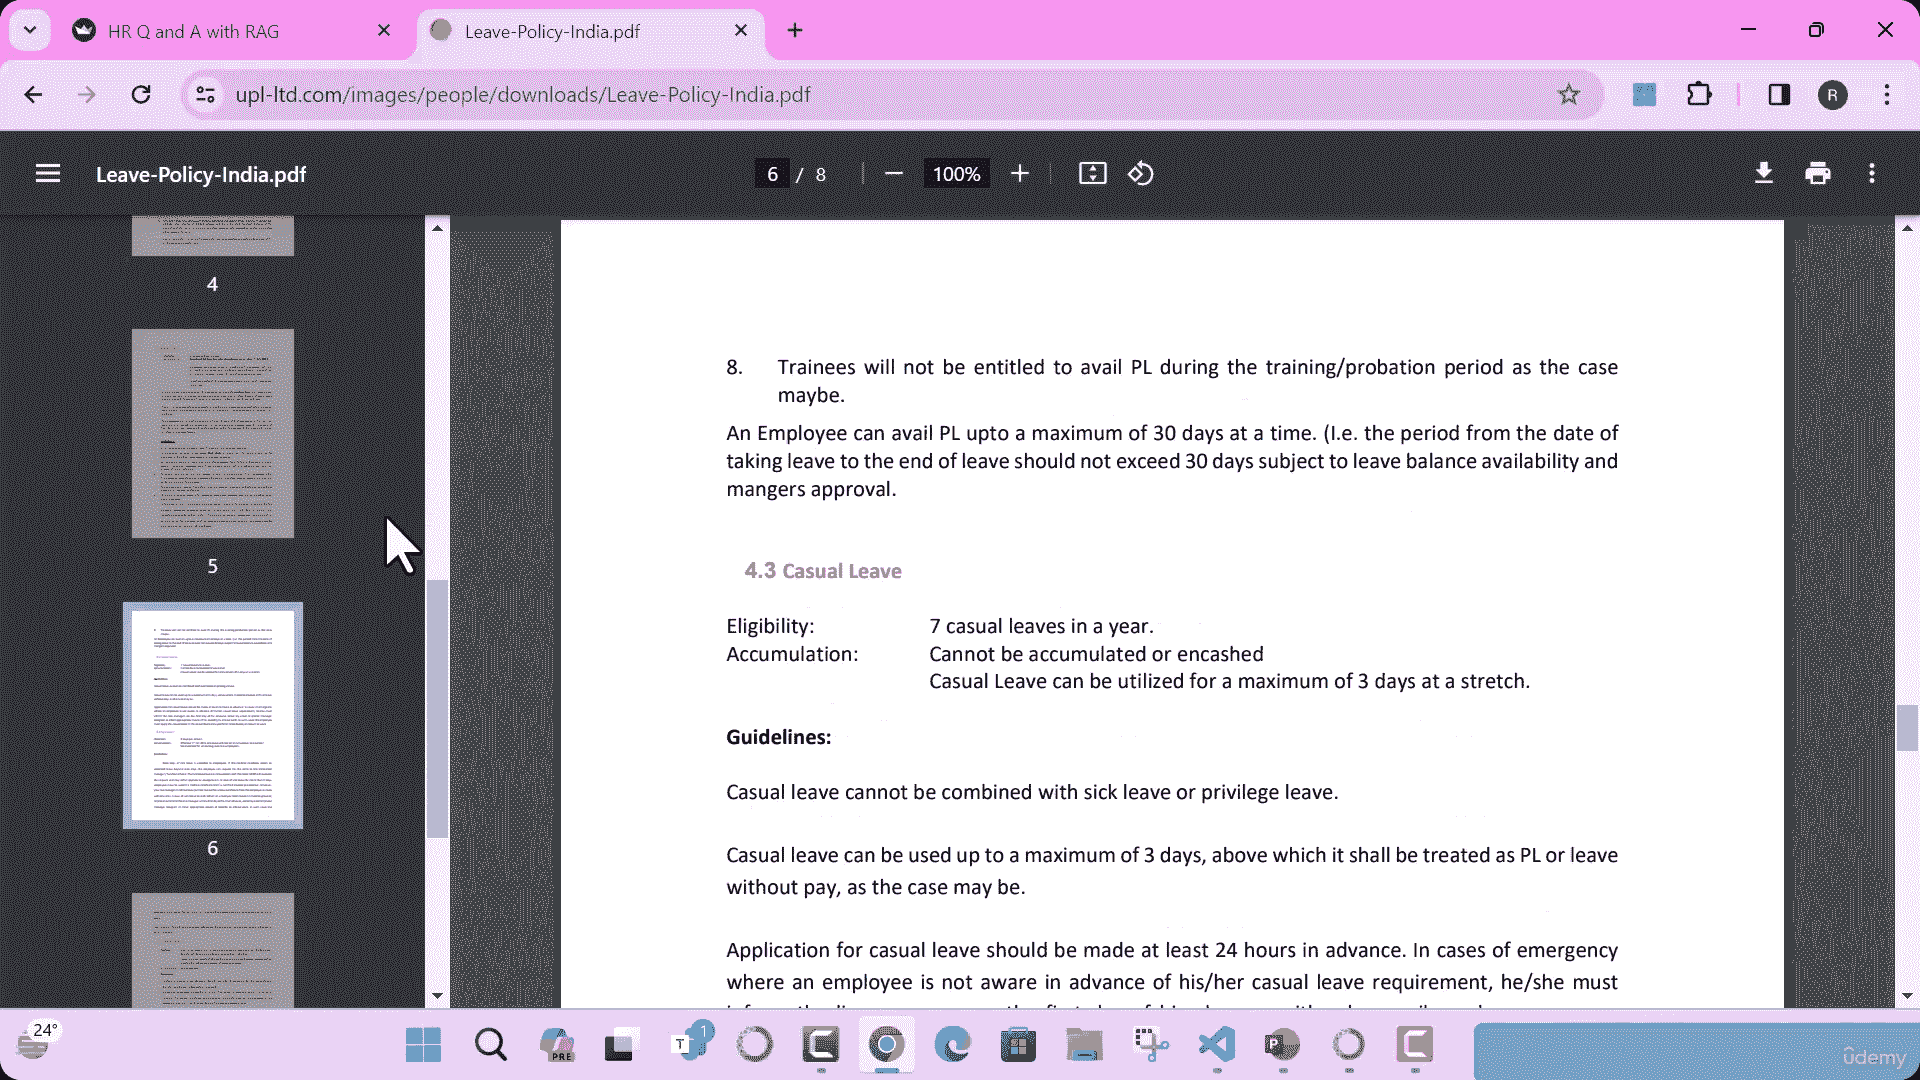 HR Q and A with RAG
Leave-Policy-India.pdf
upl-ltd.com/images/people/downloads/Leave-Policy-India.pdf
R
Leave-Policy-India.pdf
6 / 8
100%
4
5
6
8. Trainees will not be entitled to avail PL during the training/probation period as the case
maybe.
An Employee can avail PL upto a maximum of 30 days at a time. (I.e. the period from the date of
taking leave to the end of leave should not exceed 30 days subject to leave balance availability and
mangers approval.
4.3 Casual Leave
Eligibility: 7 casual leaves in a year.
Accumulation: Cannot be accumulated or encashed
Casual Leave can be utilized for a maximum of 3 days at a stretch.
Guidelines:
Casual leave cannot be combined with sick leave or privilege leave.
Casual leave can be used up to a maximum of 3 days, above which it shall be treated as PL or leave
without pay, as the case may be.
Application for casual leave should be made at least 24 hours in advance. In cases of emergency
where an employee is not aware in advance of his/her casual leave requirement, he/she must
24°
PRE
T
1
P
ûdemy